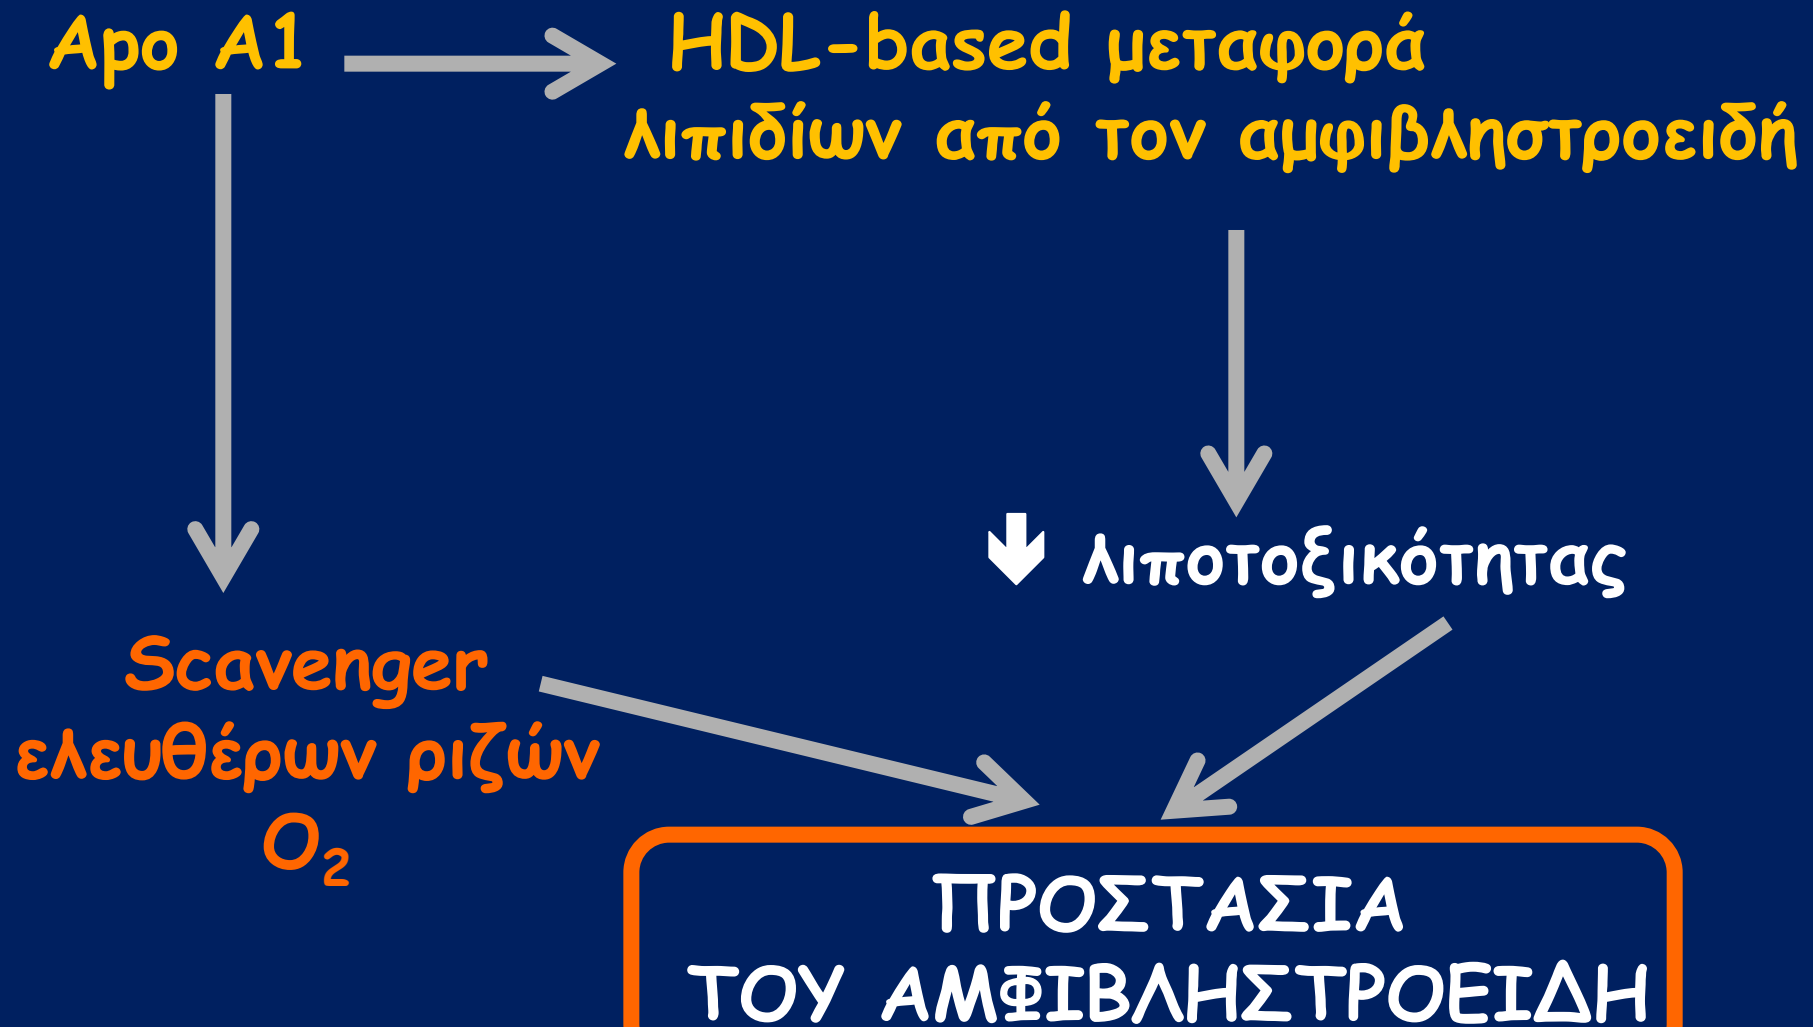 Apo A1
HDL-based μεταφορά
λιπιδίων από τον αμφιβληστροειδή
λιποτοξικότητας
Scavenger
ελευθέρων ριζών
O₂
ΠΡΟΣΤΑΣΙΑ
ΤΟΥ ΑΜΦΙΒΛΗΣΤΡΟΕΙΔΗ